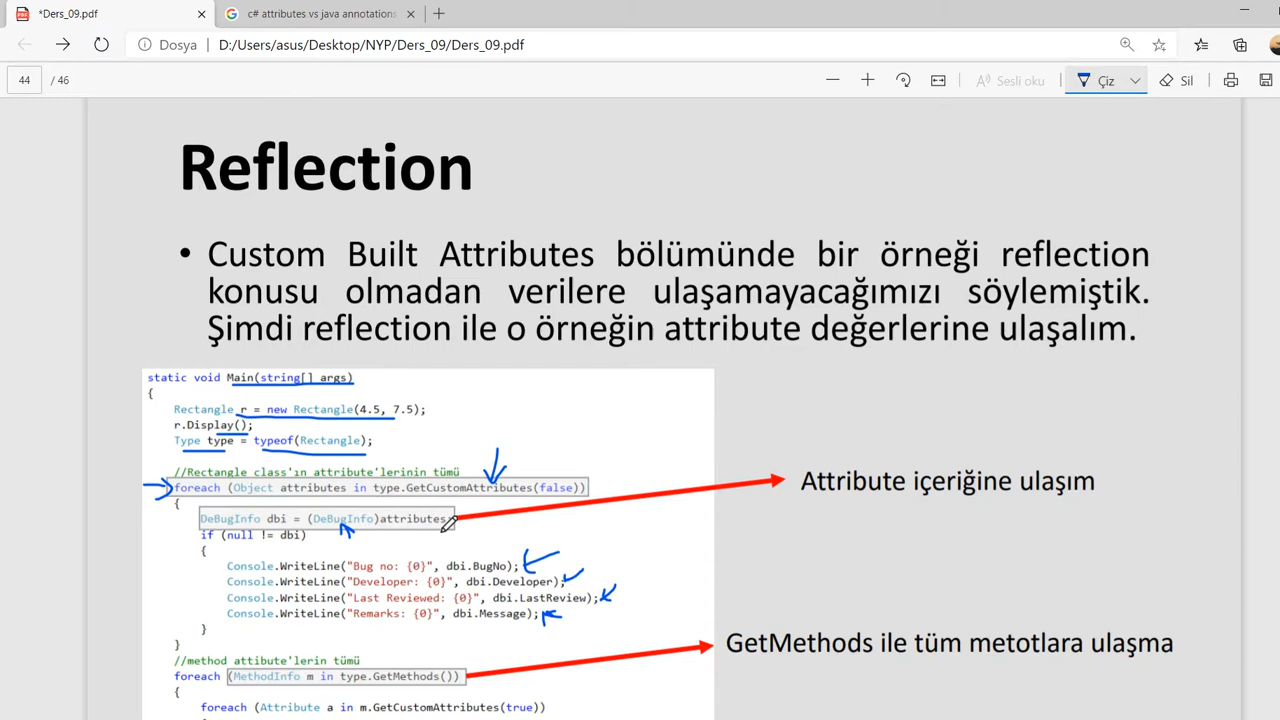 *Ders_09.pdf
c# attributes vs java annotations
Dosya
D:/Users/asus/Desktop/NYP/Ders_09/Ders_09.pdf
44 / 46
Sesli oku
Çiz
Sil
Reflection
• Custom Built Attributes bölümünde bir örneği reflection
konusu olmadan verilere ulaşamayacağımızı söylemiştik.
Şimdi reflection ile o örneğin attribute değerlerine ulaşalım.
static void Main(string[] args)
{
Rectangle r = new Rectangle(4.5, 7.5);
r.Display();
Type type = typeof(Rectangle);
//Rectangle class'ın attribute'lerinin tümü
foreach (Object attributes in type.GetCustomAttributes(false))
{
DeBugInfo dbi = (DeBugInfo)attributes;
if (null != dbi)
{
Console.WriteLine("Bug no: {0}", dbi.BugNo);
Console.WriteLine("Developer: {0}", dbi.Developer);
Console.WriteLine("Last Reviewed: {0}", dbi.LastReview);
Console.WriteLine("Remarks: {0}", dbi.Message);
}
}
//method attibute'lerin tümü
foreach (MethodInfo m in type.GetMethods())
{
foreach (Attribute a in m.GetCustomAttributes(true))
Attribute içeriğine ulaşım
GetMethods ile tüm metotlara ulaşma